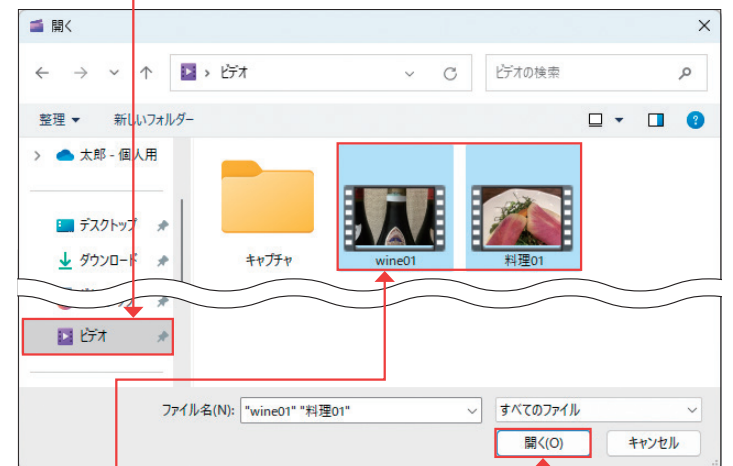 開く
ビデオ
ビデオの検索
整理
新しいフォルダー
太郎 - 個人用
デスクトップ
ダウンロード
キャプチャ
wine01
料理01
ビデオ
ファイル名(N):
"wine01" "料理01"
すべてのファイル
開く(O)
キャンセル